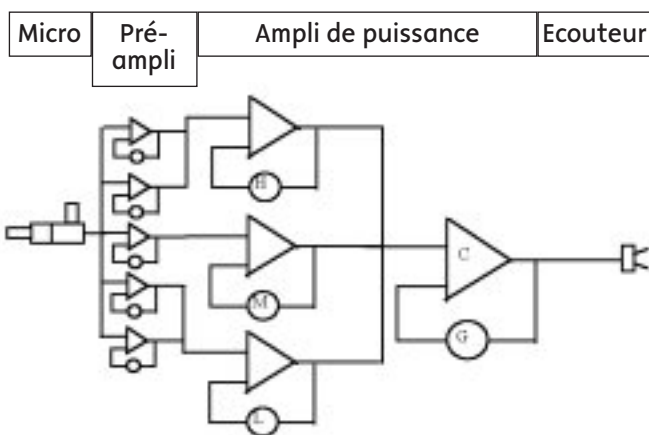 Micro
Pré-
ampli
Ampli de puissance
Ecouteur
H
M
C
G
L